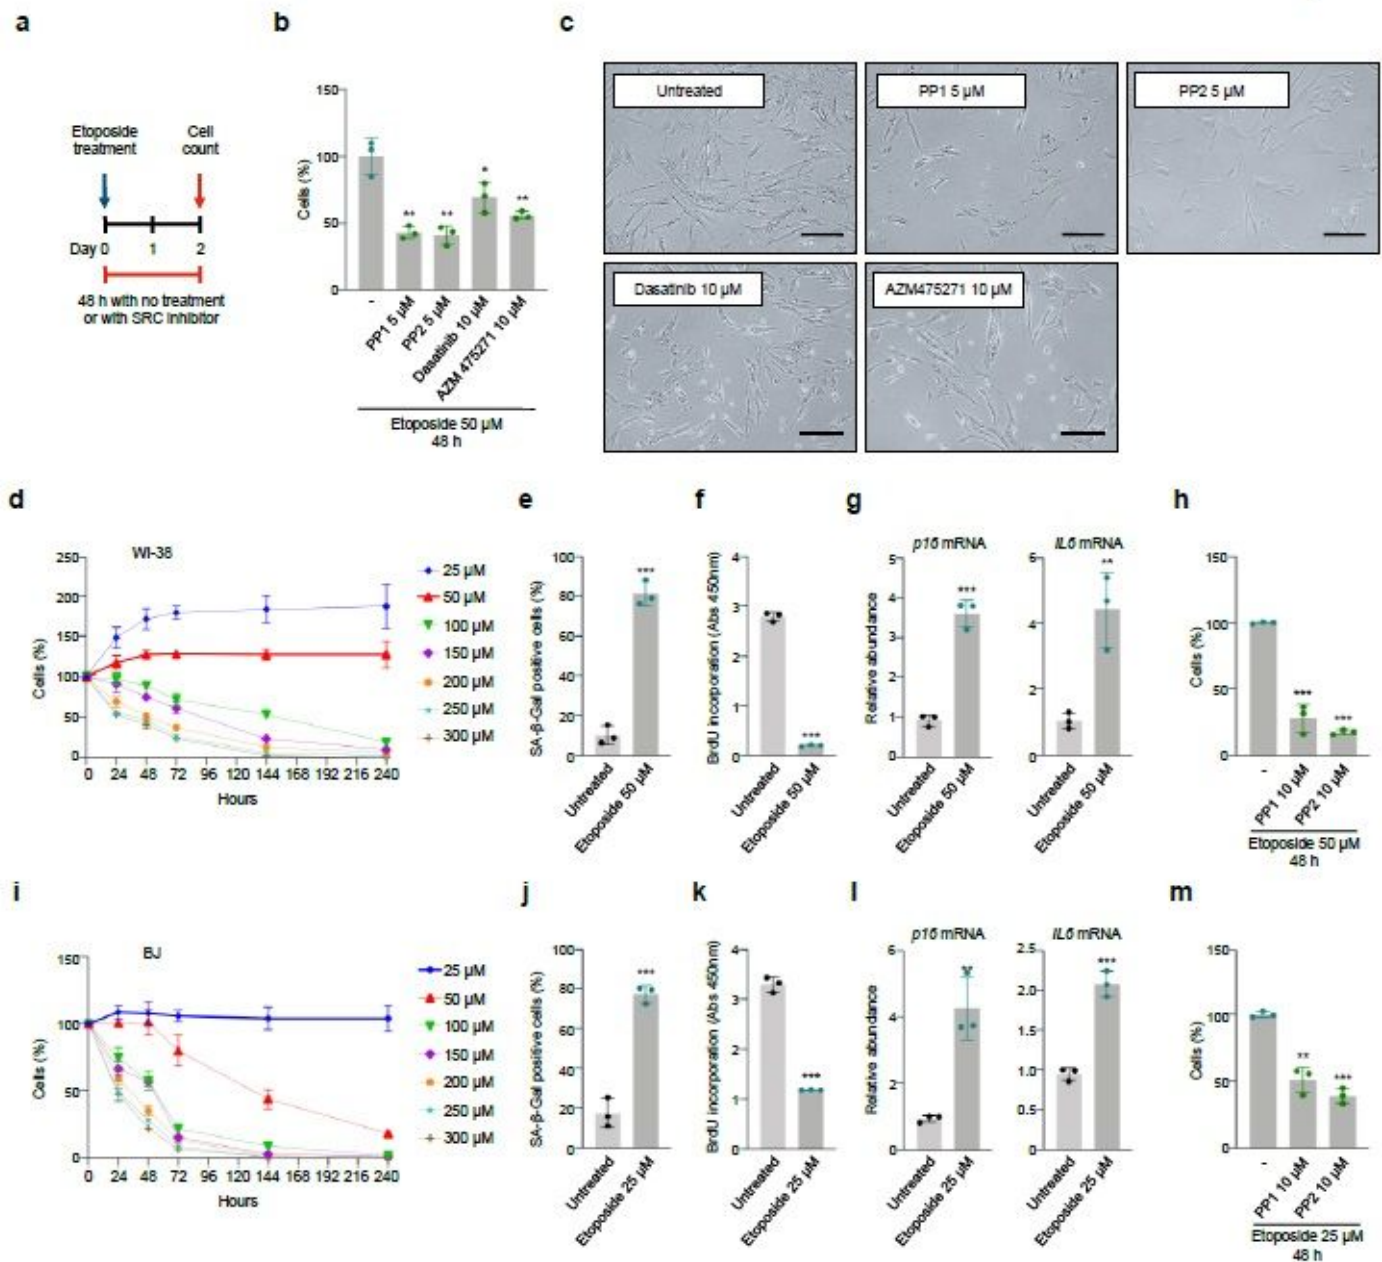 a
Etoposide
treatment
Cell
count
Day 0
1
2
48 h with no treatment
or with SRC inhibitor
b
Cells (%)
150
100
50
0
**
**
*
**
-
PP1 5 µM
PP2 5 µM
Dasatinib 10 µM
AZM 475271 10 µM
Etoposide 50 µM
48 h
c
Untreated
PP1 5 µM
PP2 5 µM
Dasatinib 10 µM
AZM475271 10 µM
d
WI-38
Cells (%)
250
200
150
100
50
0
0 24 48 72 96 120 144 168 192 216 240
Hours
25 µM
50 µM
100 µM
150 µM
200 µM
250 µM
300 µM
e
SA-β-Gal positive cells (%)
100
80
60
40
20
0
***
Untreated
Etoposide 50 µM
f
BrdU incorporation (Abs 450nm)
4
3
2
1
0
***
Untreated
Etoposide 50 µM
g
p16 mRNA
Relative abundance
5
4
3
2
1
0
***
Untreated
Etoposide 50 µM
IL6 mRNA
6
4
2
0
**
Untreated
Etoposide 50 µM
h
Cells (%)
150
100
50
0
***
***
-
PP1 10 µM
PP2 10 µM
Etoposide 50 µM
48 h
i
BJ
Cells (%)
150
100
50
0
0 24 48 72 96 120 144 168 192 216 240
Hours
25 µM
50 µM
100 µM
150 µM
200 µM
250 µM
300 µM
j
SA-β-Gal positive cells (%)
100
80
60
40
20
0
***
Untreated
Etoposide 25 µM
k
BrdU incorporation (Abs 450nm)
4
3
2
1
0
***
Untreated
Etoposide 25 µM
l
p16 mRNA
Relative abundance
6
4
2
0
**
Untreated
Etoposide 25 µM
IL6 mRNA
2.5
2.0
1.5
1.0
0.5
0
***
Untreated
Etoposide 25 µM
m
Cells (%)
150
100
50
0
**
***
-
PP1 10 µM
PP2 10 µM
Etoposide 25 µM
48 h